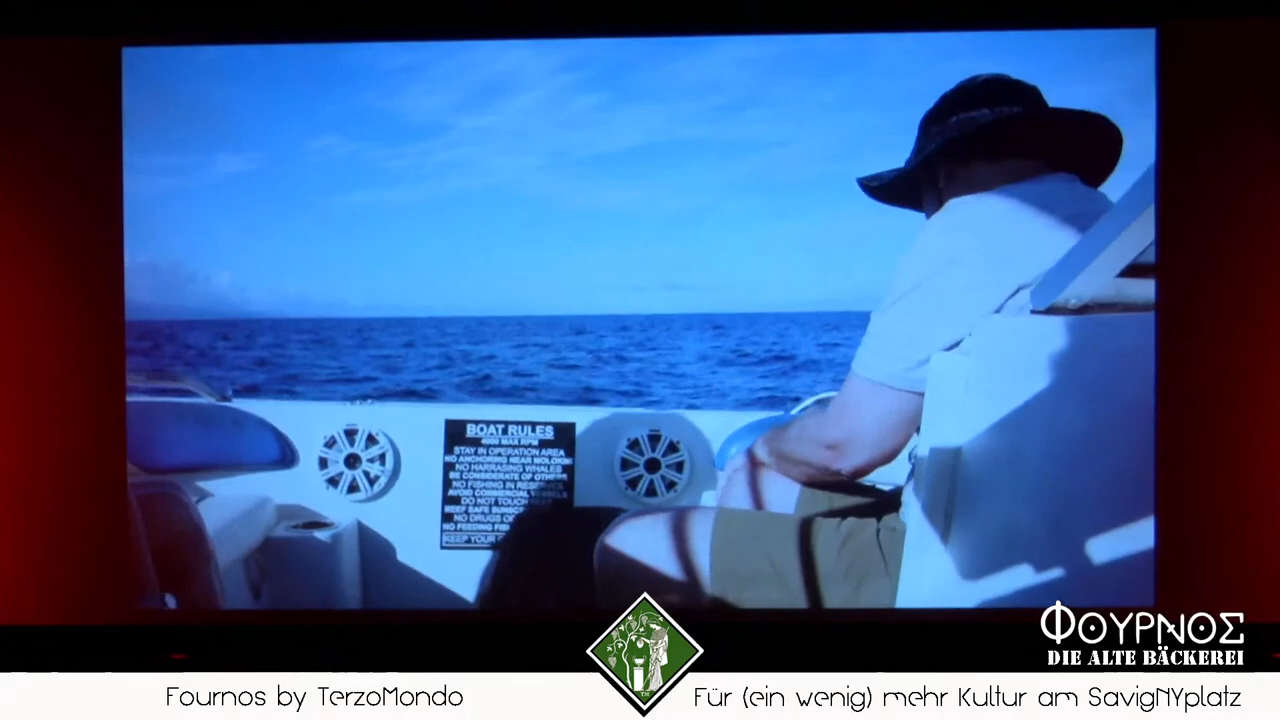 BOAT RULES
4000 MAX RPM
STAY IN OPERATION AREA
NO ANCHORING NEAR MOLOKINI
NO HARRASING WHALES
BE CONSIDERATE OF OTHERS
NO FISHING IN RESERVES
AVOID COMMERCIAL VESSELS
DO NOT TOUCH
KEEP SAFE
NO DRUGS
NO FEEDING
KEEP YOUR
ΦΟΥΡΝΟΣ
DIE ALTE BÄCKEREI
Fournos by TerzoMondo
Für (ein wenig) mehr Kultur am SavigNYplatz